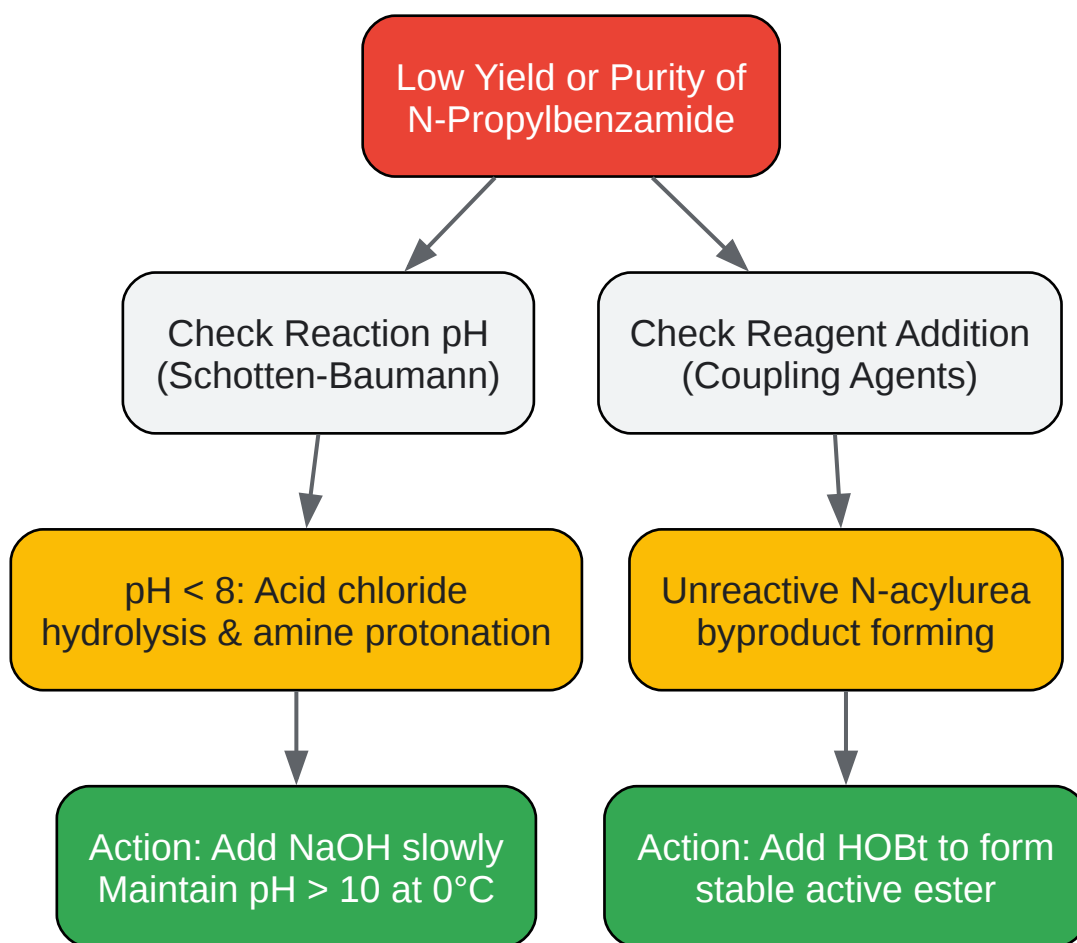 Low Yield or Purity of
N-Propylbenzamide
Check Reaction pH
(Schotten-Baumann)
Check Reagent Addition
(Coupling Agents)
pH < 8: Acid chloride
hydrolysis & amine protonation
Unreactive N-acylurea
byproduct forming
Action: Add NaOH slowly
Maintain pH > 10 at 0°C
Action: Add HOBt to form
stable active ester